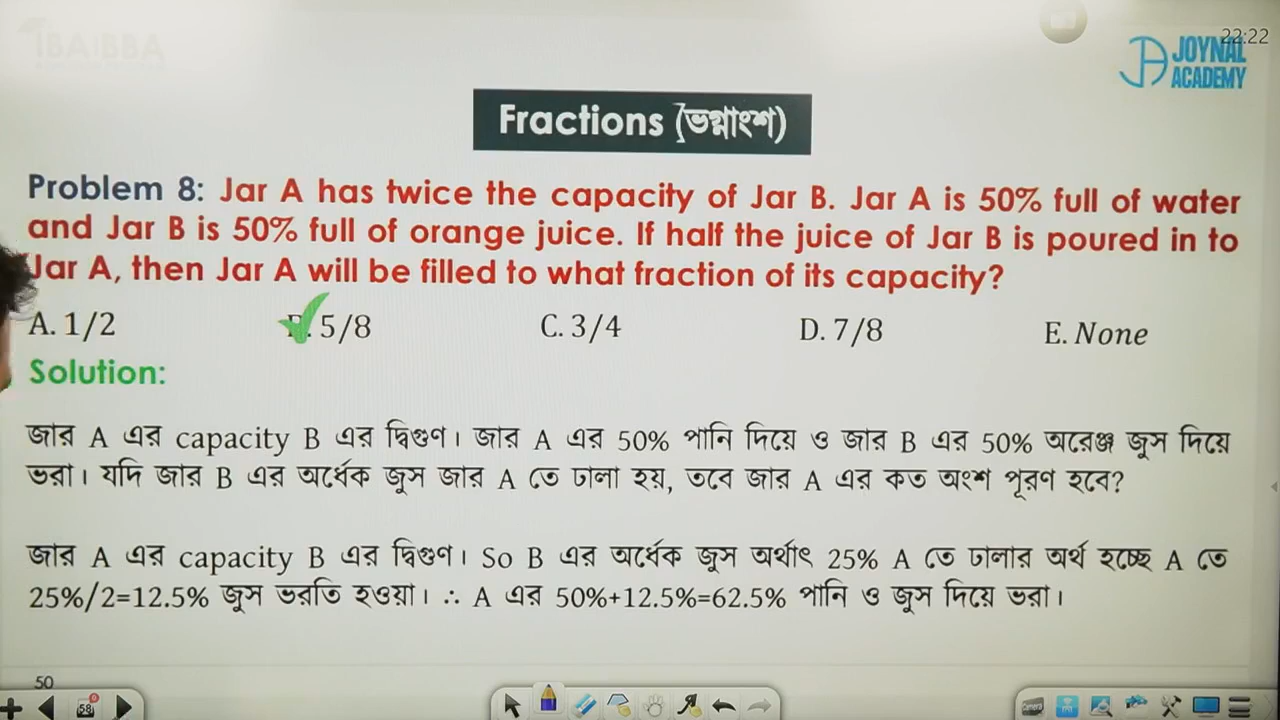 IBA BBA
22:22
JOYNAL
ACADEMY
Fractions (ভগ্নাংশ)
Problem 8: Jar A has twice the capacity of Jar B. Jar A is 50% full of water
and Jar B is 50% full of orange juice. If half the juice of Jar B is poured in to
Jar A, then Jar A will be filled to what fraction of its capacity?
A. 1/2 5/8 C. 3/4 D. 7/8 E. None
Solution:
জার A এর capacity B এর দ্বিগুণ। জার A এর 50% পানি দিয়ে ও জার B এর 50% অরেঞ্জ জুস দিয়ে
ভরা। যদি জার B এর অর্ধেক জুস জার A তে ঢালা হয়, তবে জার A এর কত অংশ পূরণ হবে?
জার A এর capacity B এর দ্বিগুণ। So B এর অর্ধেক জুস অর্থাৎ 25% A তে ঢালার অর্থ হচ্ছে A তে
25%/2=12.5% জুস ভরতি হওয়া। ∴ A এর 50%+12.5%=62.5% পানি ও জুস দিয়ে ভরা।
50
58